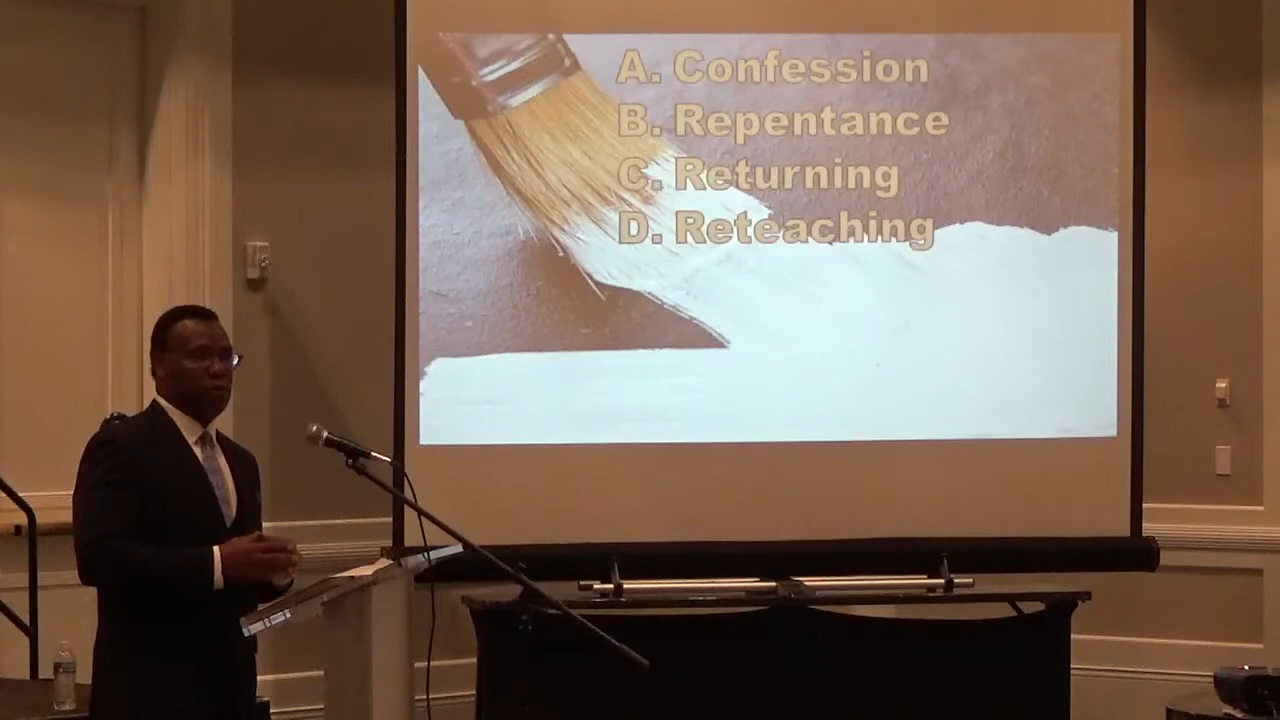 A. Confession
B. Repentance
C. Returning
D. Reteaching